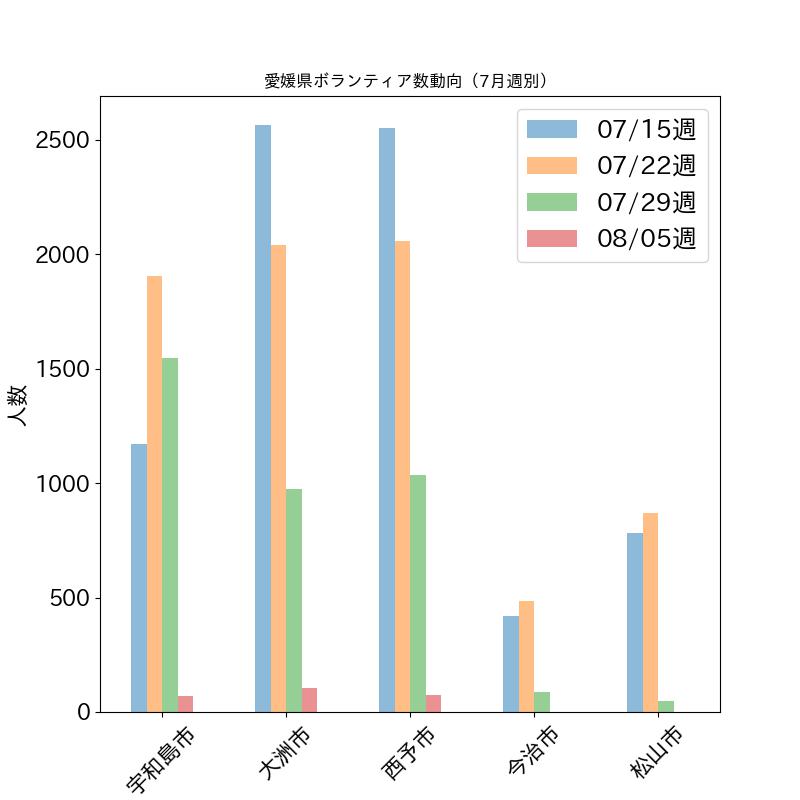 愛媛県ボランティア数動向（7月週別）
07/15週
07/22週
07/29週
08/05週
人数
2500
2000
1500
1000
500
0
宇和島市
大洲市
西予市
今治市
松山市